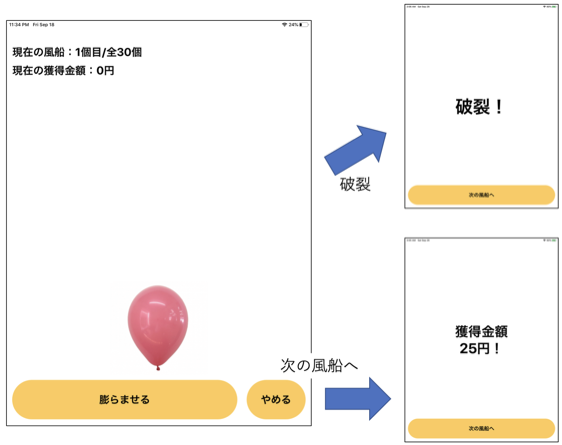 11:34 PM Fri Sep 18
24%
現在の風船：1個目/全30個
現在の獲得金額：0円
膨らませる
やめる
破裂
次の風船へ
破裂！
次の風船へ
獲得金額
25円！
次の風船へ